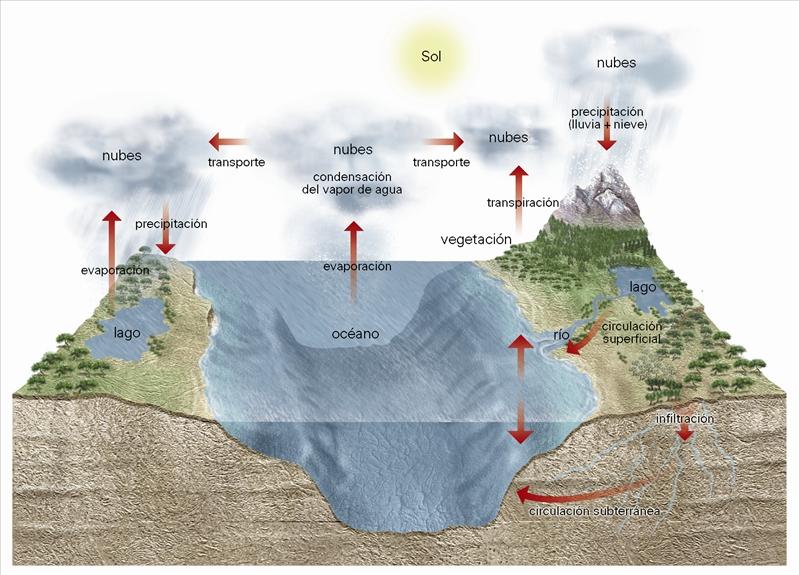 Sol
nubes
precipitación
(lluvia + nieve)
nubes
transporte
nubes
condensación
del vapor de agua
transporte
nubes
transpiración
vegetación
precipitación
evaporación
evaporación
lago
océano
lago
río
circulación
superficial
infiltración
circulación subterránea